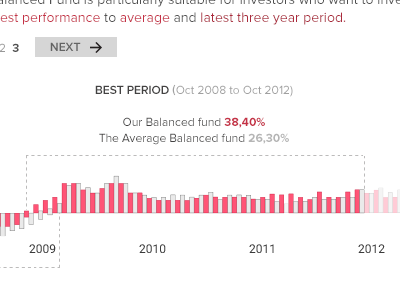 Balanced Fund is particularly suitable for investors who want to inve
est performance to average and latest three year period.
2 3 NEXT
BEST PERIOD (Oct 2008 to Oct 2012)
Our Balanced fund 38,40%
The Average Balanced fund 26,30%
2009 2010 2011 2012